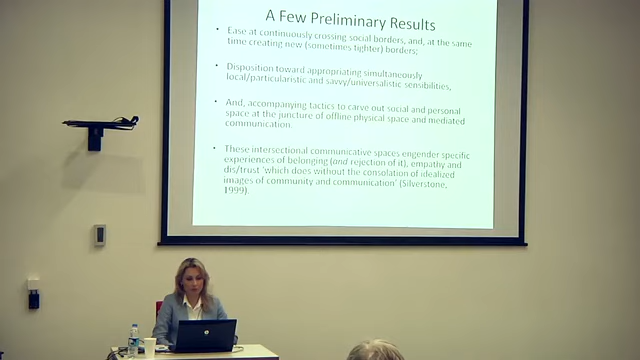 A Few Preliminary Results
• Ease at continuously crossing social borders, and, at the same
time creating new (sometimes tighter) borders;
• Disposition toward appropriating simultaneously
local/particularistic and savvy/universalistic sensibilities,
• And, accompanying tactics to carve out social and personal
space at the juncture of offline physical space and mediated
communication.
• These intersectional communicative spaces engender specific
experiences of belonging (and rejection of it), empathy and
dis/trust 'which does without the consolation of idealized
images of community and communication' (Silverstone,
1999).